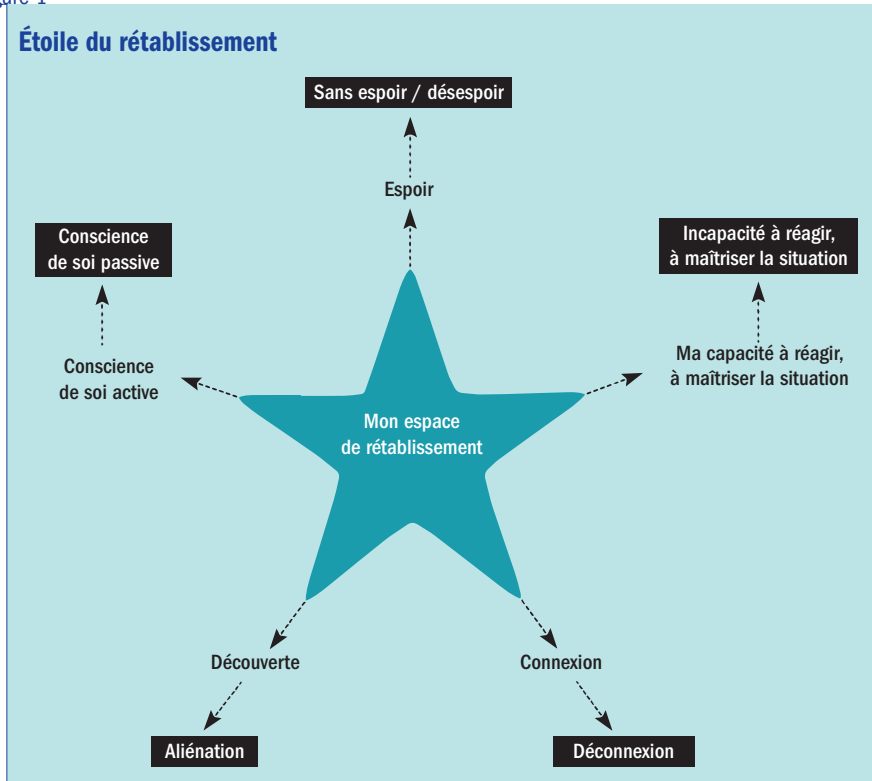 Étoile du rétablissement
Sans espoir / désespoir
Espoir
Conscience
de soi passive
Incapacité à réagir,
à maîtriser la situation
Conscience
de soi active
Ma capacité à réagir,
à maîtriser la situation
Mon espace
de rétablissement
Découverte
Connexion
Aliénation
Déconnexion